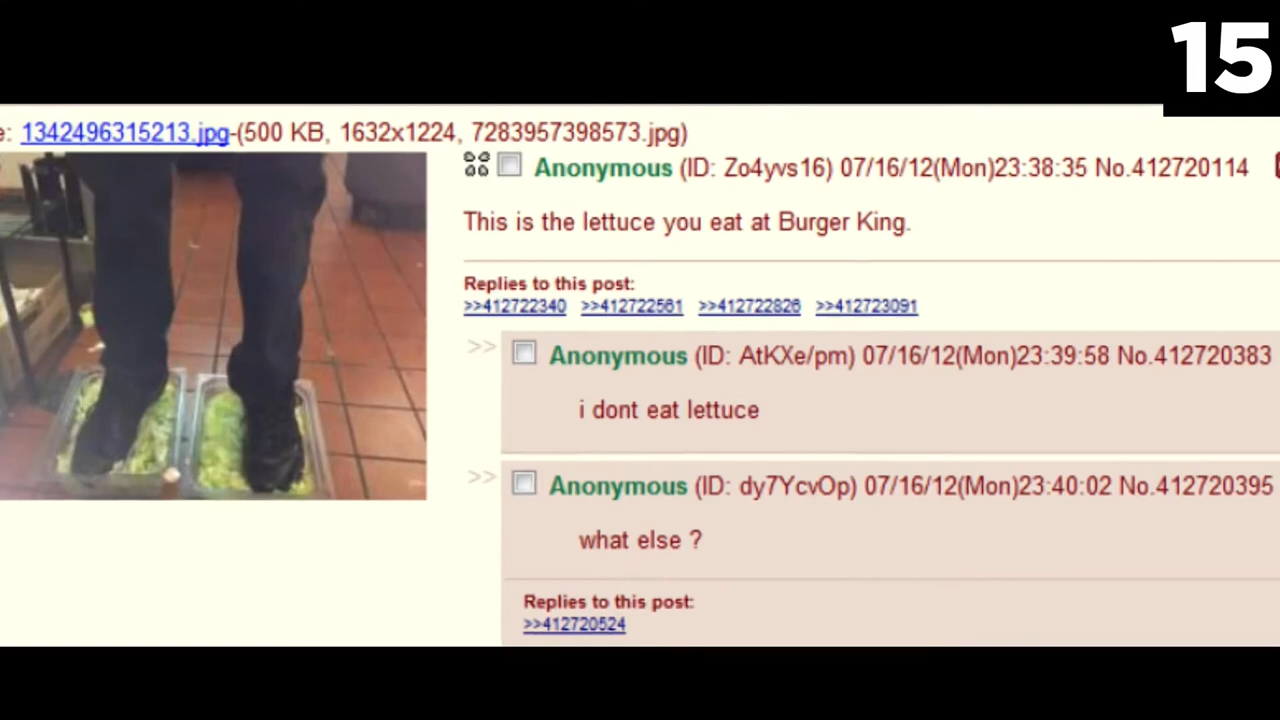 15
e: 1342496315213.jpg-(500 KB, 1632x1224, 7283957398573.jpg)
Anonymous (ID: Zo4yvs16) 07/16/12(Mon)23:38:35 No.412720114
This is the lettuce you eat at Burger King.
Replies to this post:
>>412722340 >>412722561 >>412722826 >>412723091
>> Anonymous (ID: AtKXe/pm) 07/16/12(Mon)23:39:58 No.412720383
i dont eat lettuce
>> Anonymous (ID: dy7YcvOp) 07/16/12(Mon)23:40:02 No.412720395
what else ?
Replies to this post:
>>412720524